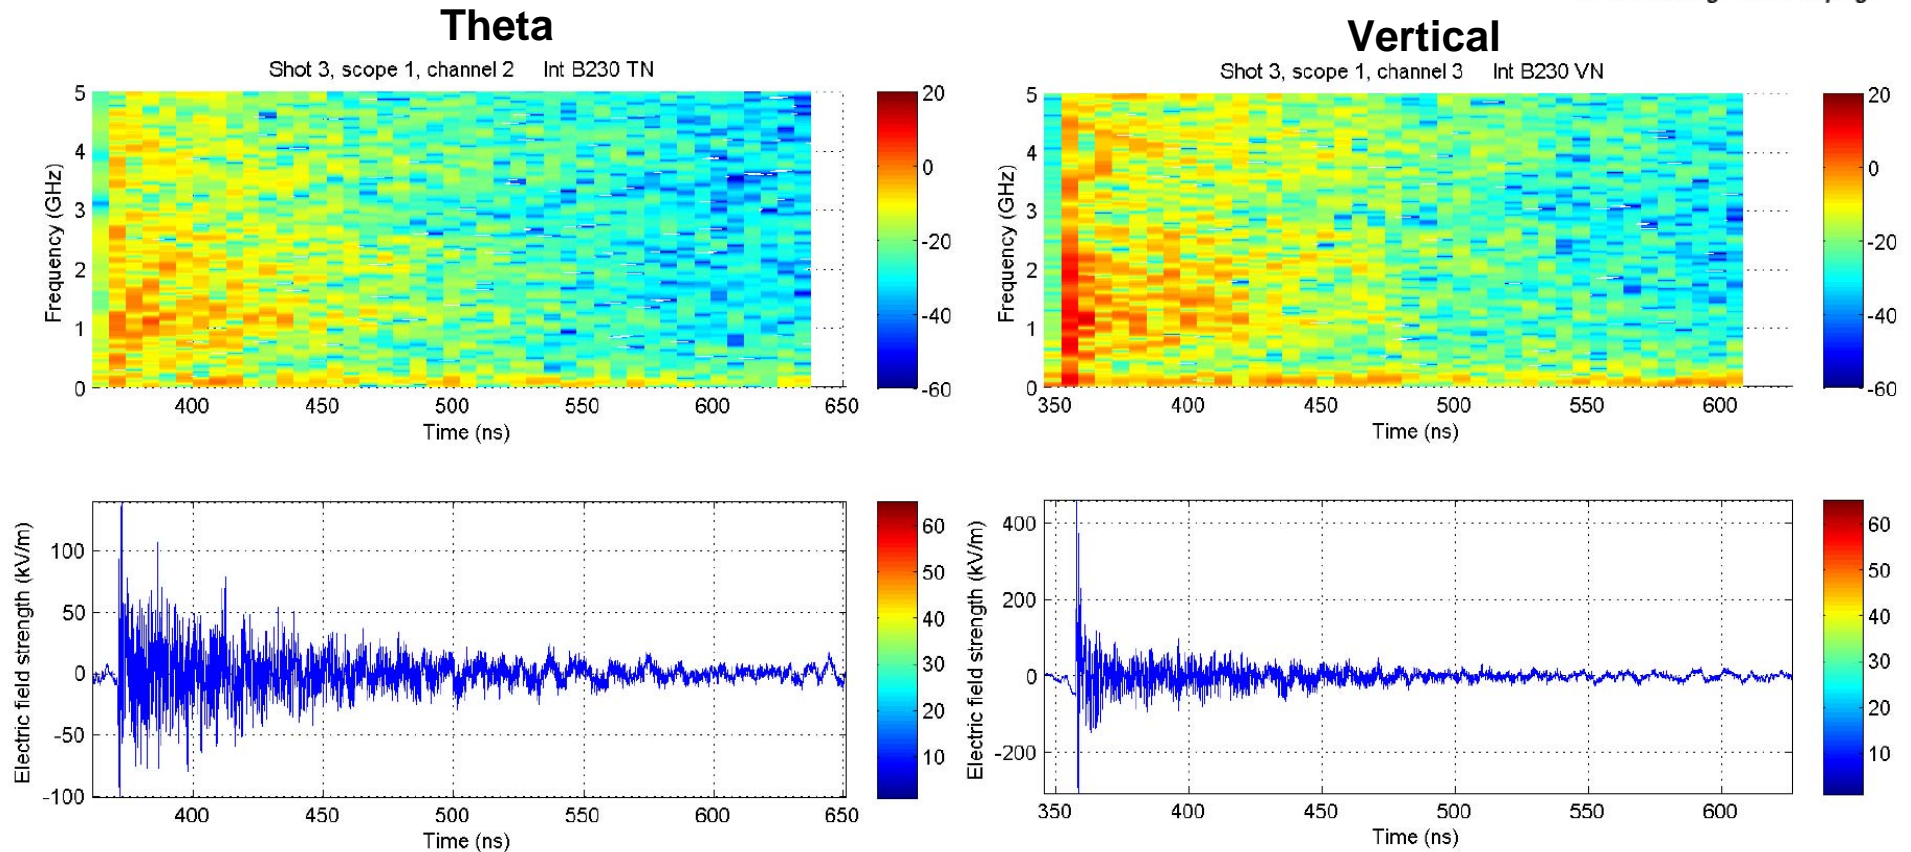 Theta
Shot 3, scope 1, channel 2 Int B230 TN
5
4
3
2
1
0
Frequency (GHz)
400 450 500 550 600 650
Time (ns)
20
0
-20
-40
-60
Vertical
Shot 3, scope 1, channel 3 Int B230 VN
5
4
3
2
1
0
Frequency (GHz)
350 400 450 500 550 600
Time (ns)
20
0
-20
-40
-60
100
50
0
-50
-100
Electric field strength (kV/m)
400 450 500 550 600 650
Time (ns)
60
50
40
30
20
10
400
200
0
-200
Electric field strength (kV/m)
350 400 450 500 550 600
Time (ns)
60
50
40
30
20
10